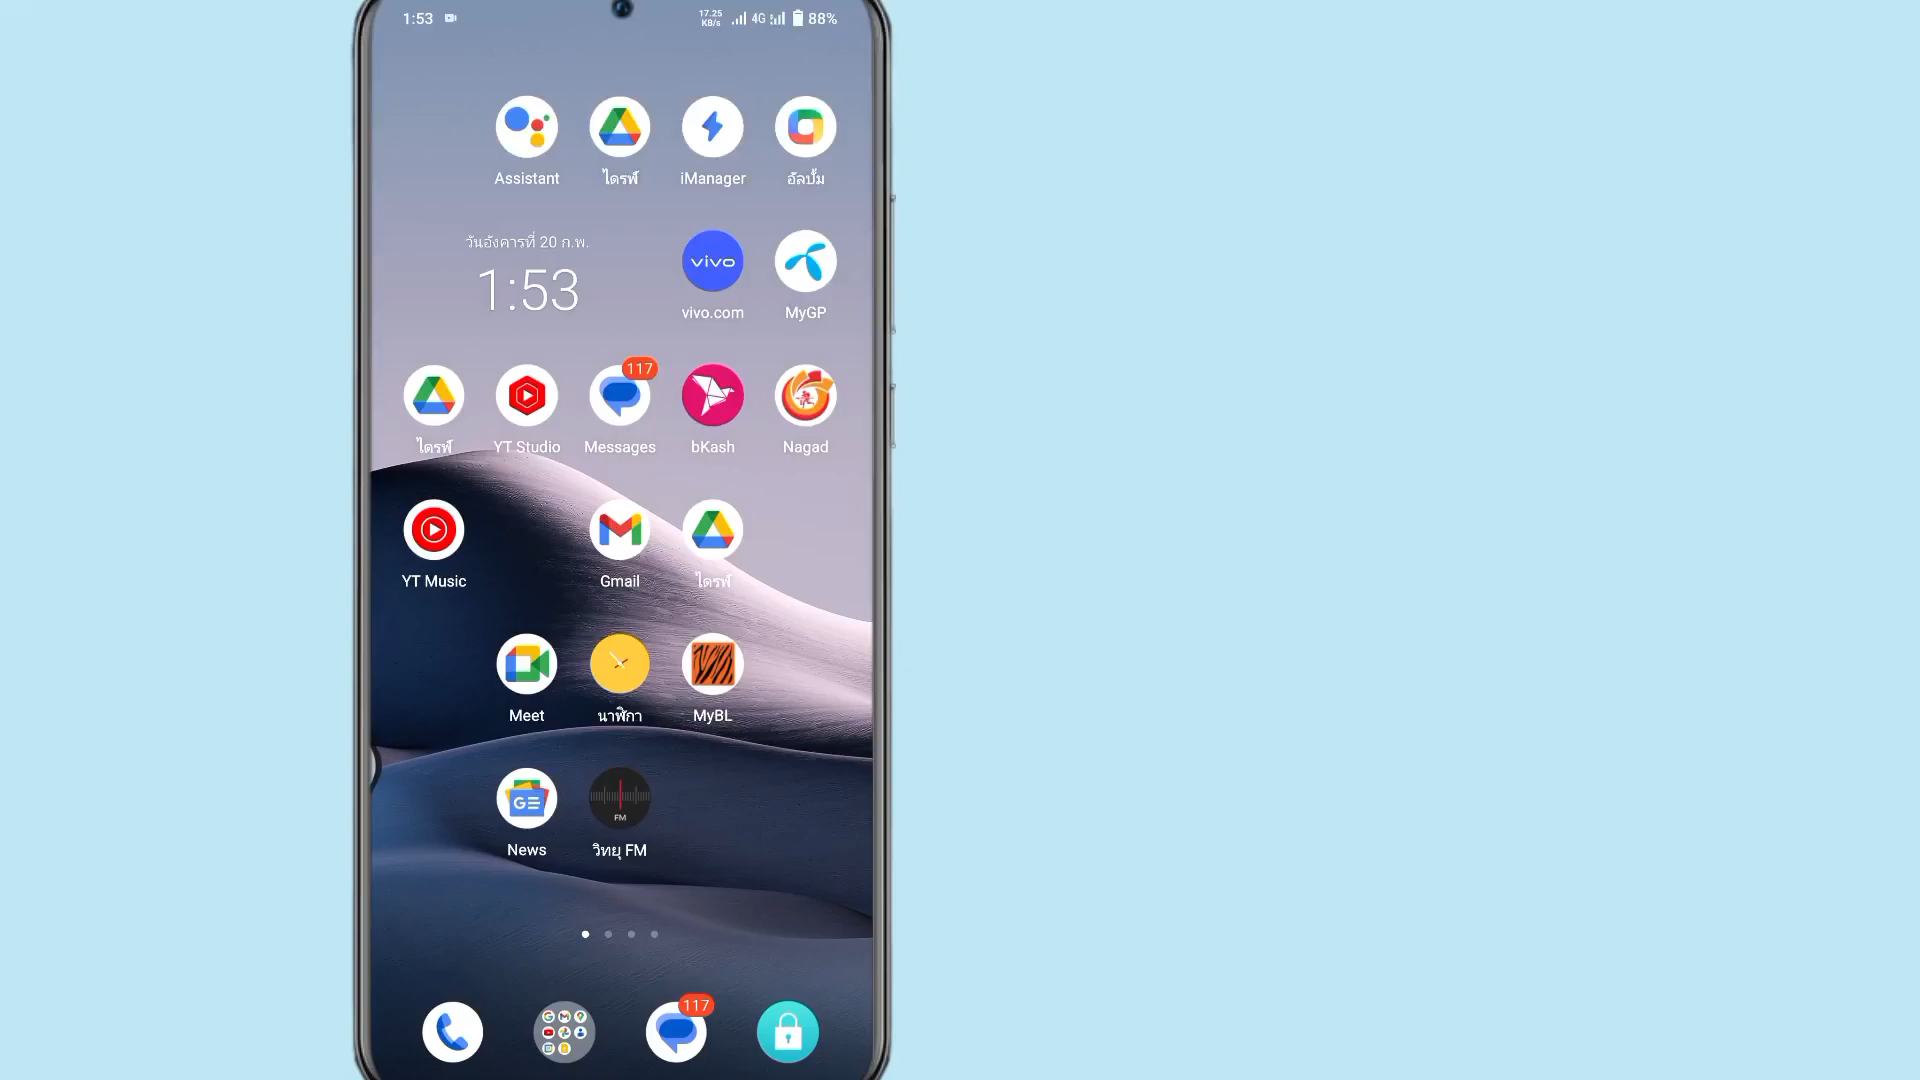 1:53
17.25
KB/s
4G
88%
Assistant
ไดรฟ์
iManager
อัลบั้ม
วันอังคารที่ 20 ก.พ.
1:53
vivo
vivo.com
MyGP
117
ไดรฟ์
YT Studio
Messages
bKash
Nagad
YT Music
Gmail
ไดรฟ์
Meet
นาฬิกา
MyBL
GE
FM
News
วิทยุ FM
117